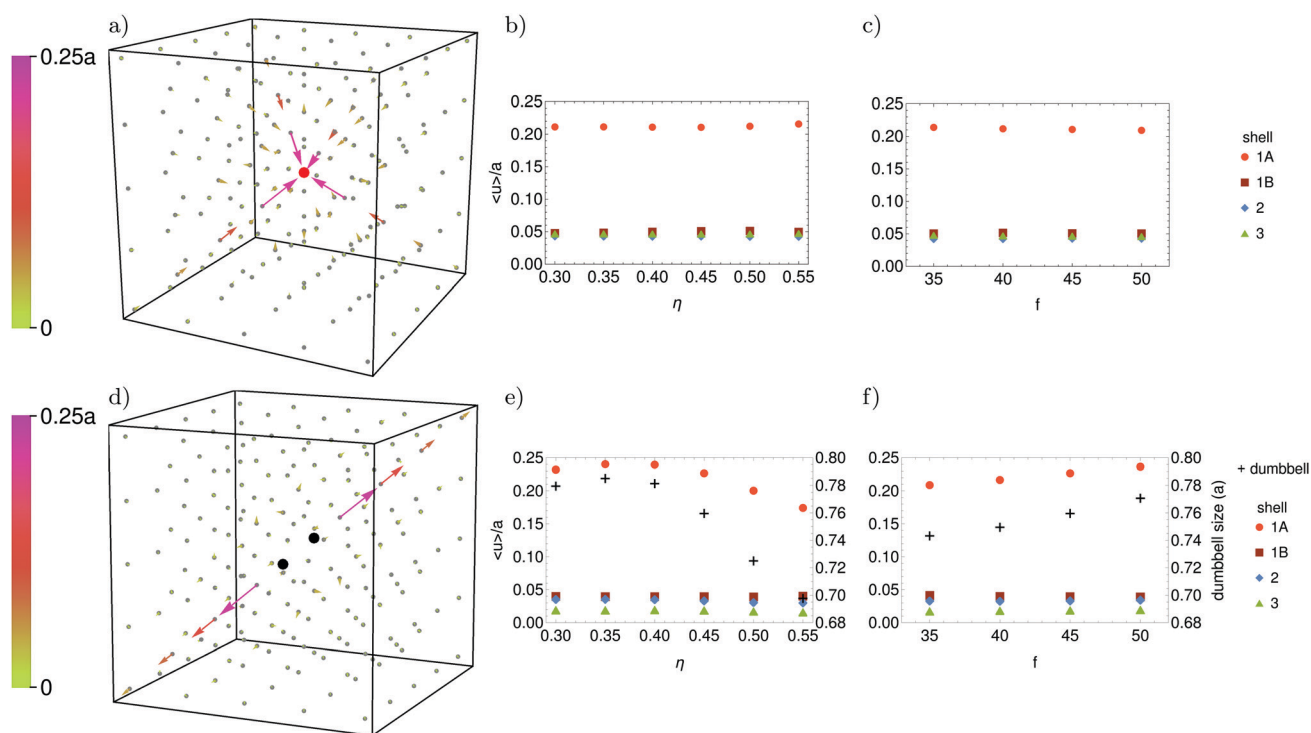 a)
b)
c)
0.25a
0
<u>/a
0.25
0.20
0.15
0.10
0.05
0.00
0.30 0.35 0.40 0.45 0.50 0.55
η
0.25
0.20
0.15
0.10
0.05
0.00
35 40 45 50
f
shell
1A
1B
2
3
d)
e)
f)
0.25a
0
<u>/a
0.25
0.20
0.15
0.10
0.05
0.00
0.30 0.35 0.40 0.45 0.50 0.55
η
0.80
0.78
0.76
0.74
0.72
0.70
0.68
0.25
0.20
0.15
0.10
0.05
0.00
35 40 45 50
f
0.80
0.78
0.76
0.74
0.72
0.70
0.68
dumbbell size (a)
+ dumbbell
shell
1A
1B
2
3